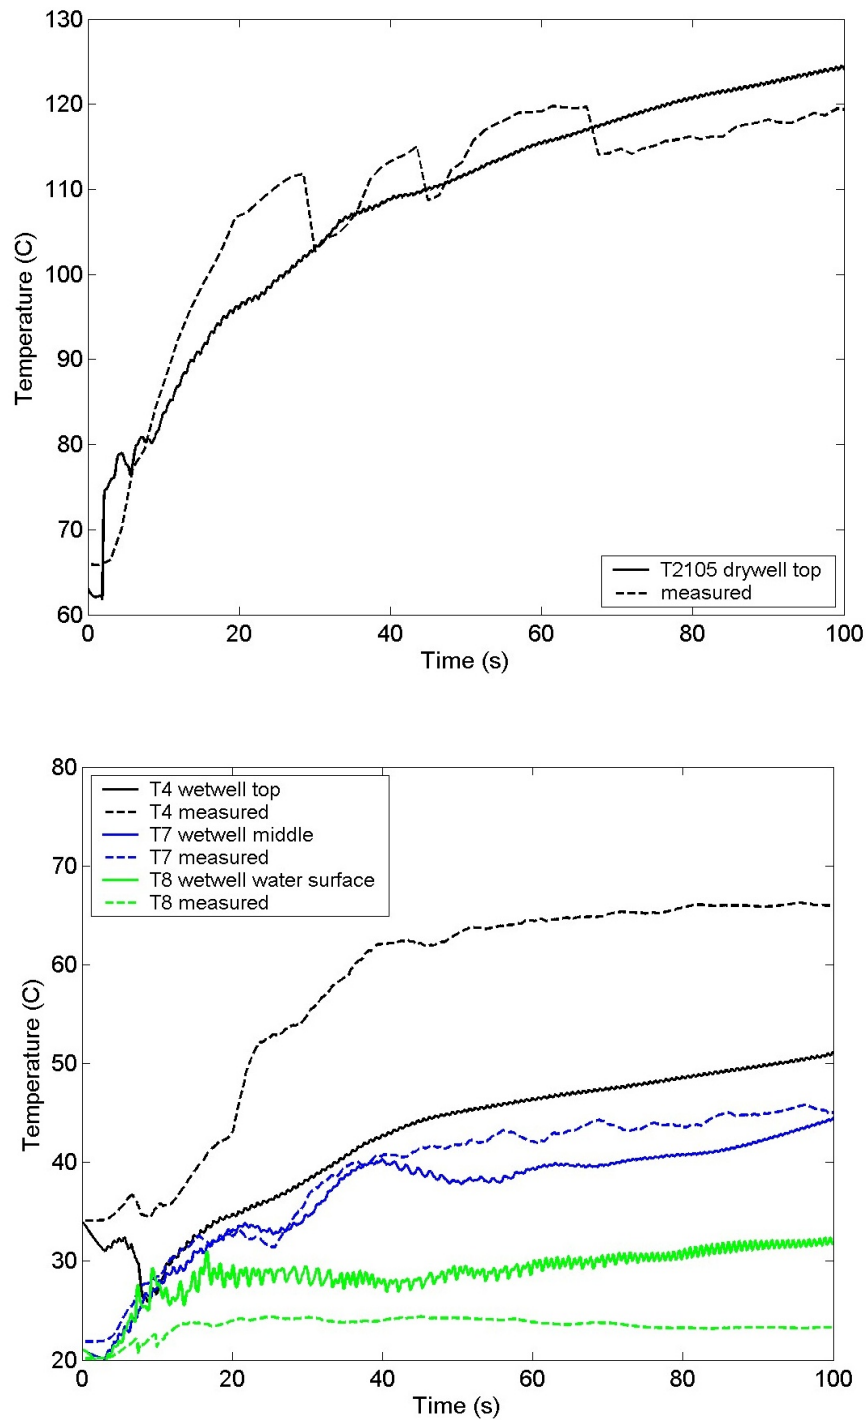 130
120
110
100
90
80
70
60
Temperature (C)
T2105 drywell top
measured
0 20 40 60 80 100
Time (s)
80
70
60
50
40
30
20
Temperature (C)
T4 wetwell top
T4 measured
T7 wetwell middle
T7 measured
T8 wetwell water surface
T8 measured
0 20 40 60 80 100
Time (s)